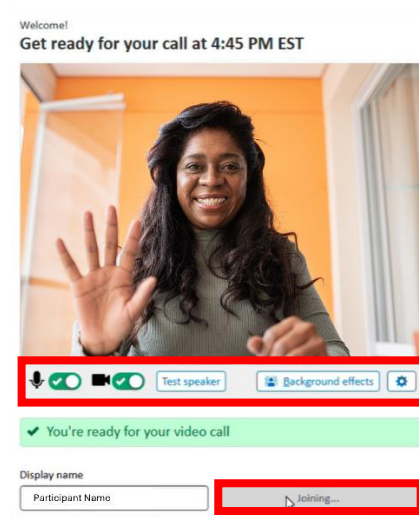 Welcome!
Get ready for your call at 4:45 PM EST
Test speaker
Background effects
You're ready for your video call
Display name
Participant Name
Joining...